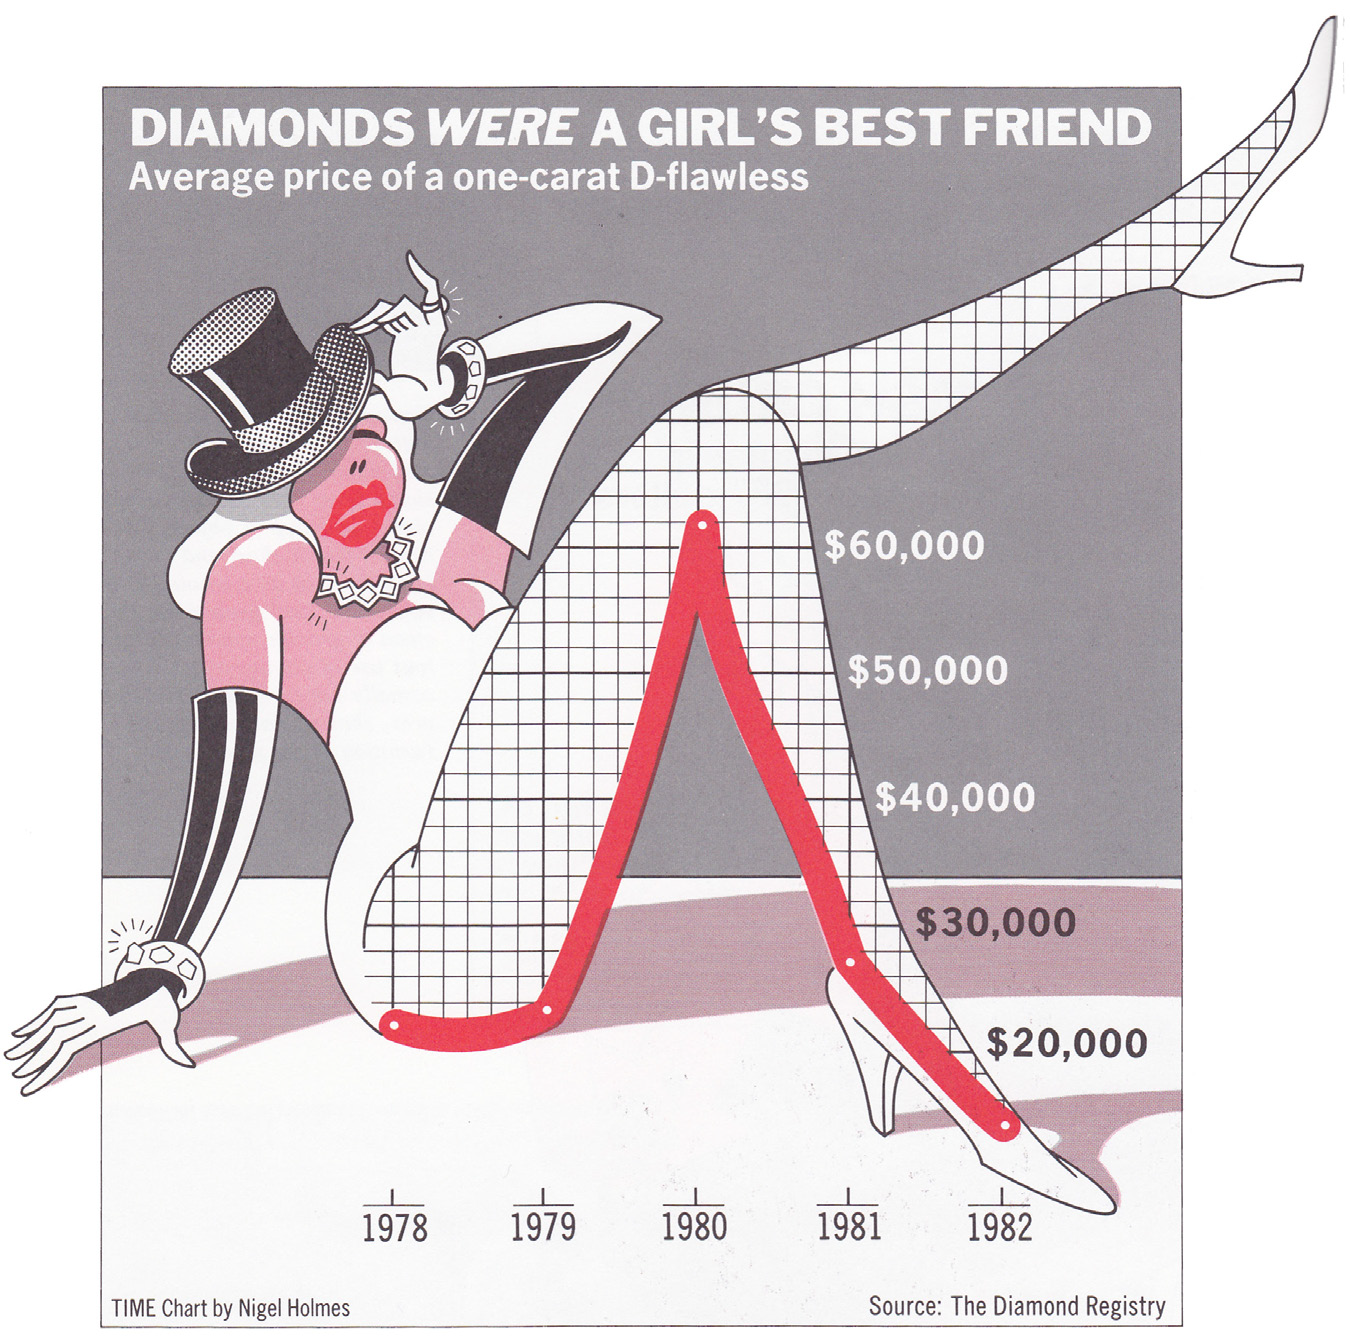 DIAMONDS WERE A GIRL'S BEST FRIEND
Average price of a one-carat D-flawless
$60,000
$50,000
$40,000
$30,000
$20,000
1978 1979 1980 1981 1982
TIME Chart by Nigel Holmes
Source: The Diamond Registry